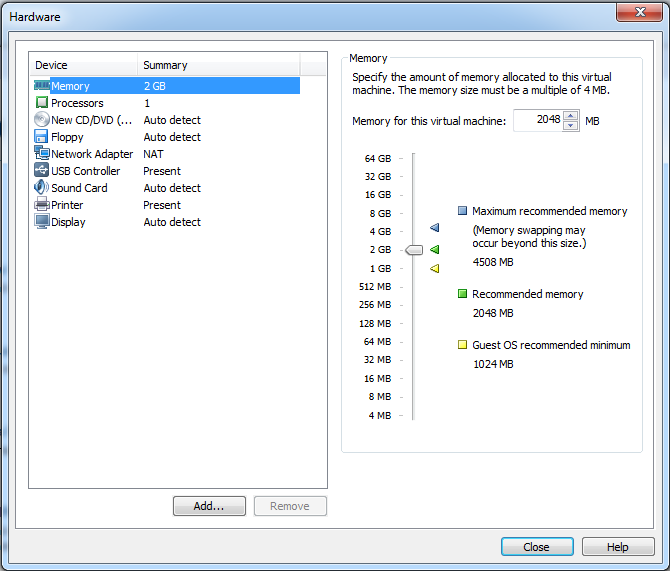 Hardware
Device Summary
Memory 2 GB
Processors 1
New CD/DVD (... Auto detect
Floppy Auto detect
Network Adapter NAT
USB Controller Present
Sound Card Auto detect
Printer Present
Display Auto detect
Add...
Remove
Memory
Specify the amount of memory allocated to this virtual
machine. The memory size must be a multiple of 4 MB.
Memory for this virtual machine: 2048 MB
64 GB
32 GB
16 GB
8 GB
4 GB
2 GB
1 GB
512 MB
256 MB
128 MB
64 MB
32 MB
16 MB
8 MB
4 MB
Maximum recommended memory
(Memory swapping may
occur beyond this size.)
4508 MB
Recommended memory
2048 MB
Guest OS recommended minimum
1024 MB
Close
Help